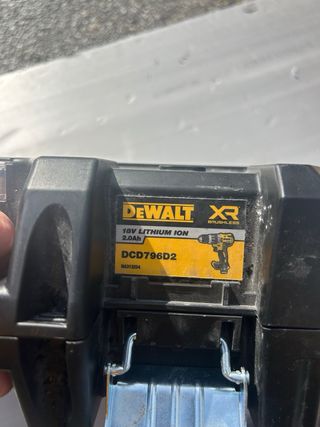 DEWALT
XR
BRUSHLESS
18V LITHIUM ION
2.0Ah
DCD796D2